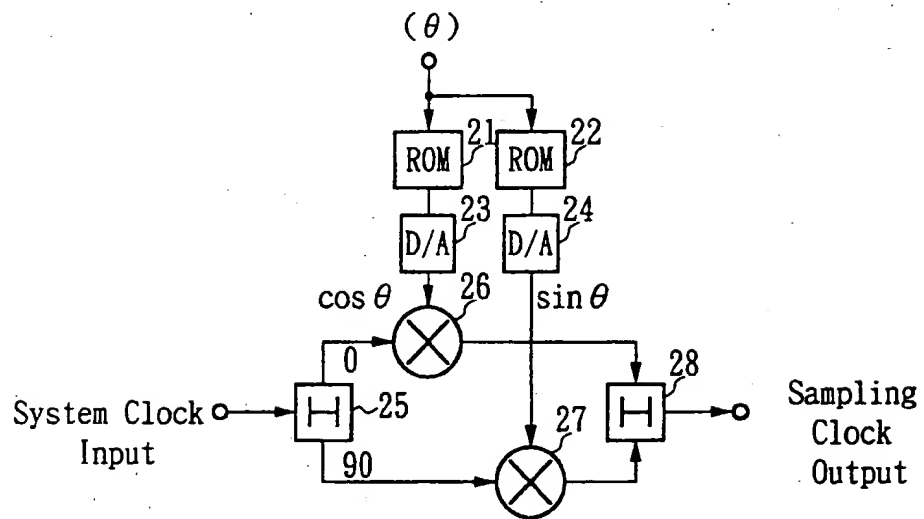 (θ)
21
22
ROM
ROM
23
24
D/A
D/A
cos θ
26
sin θ
0
28
H
25
H
System Clock
Input
Sampling
Clock
Output
27
90